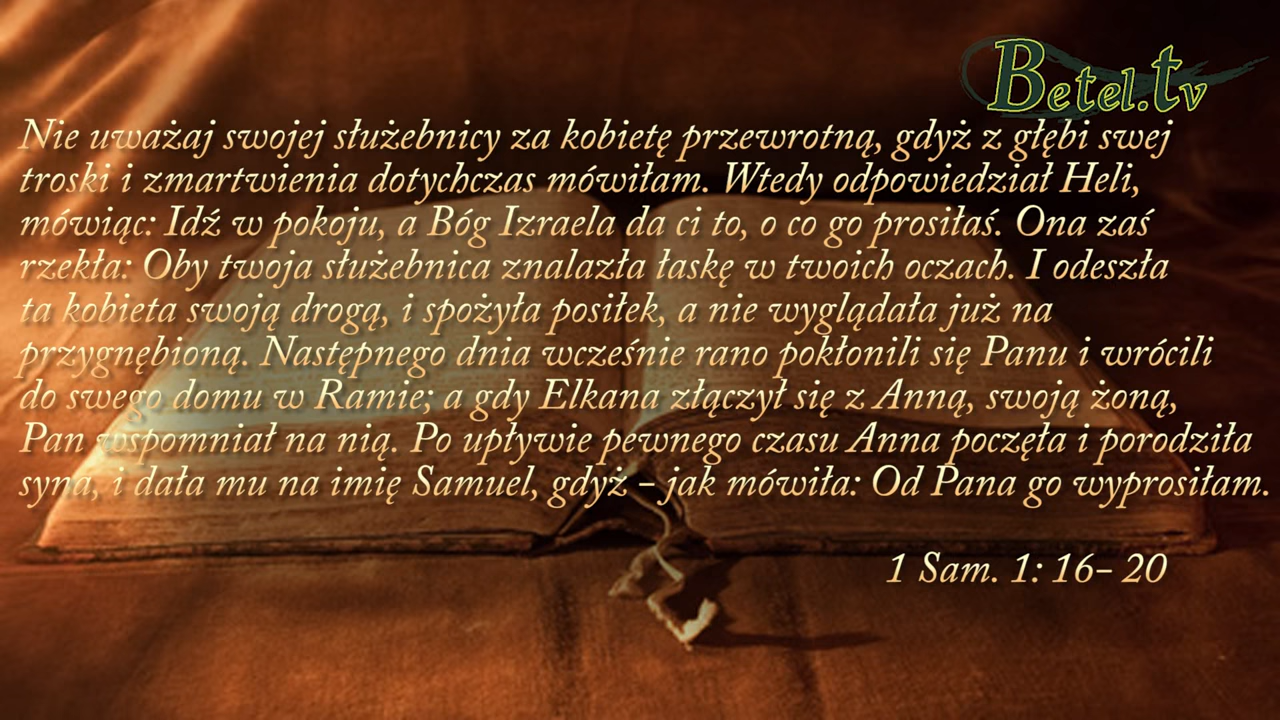 Betel.tv
Nie uważaj swojej służebnicy za kobietę przewrotną, gdyż z głębi swej
troski i zmartwienia dotychczas mówiłam. Wtedy odpowiedział Heli,
mówiąc: Idź w pokoju, a Bóg Izraela da ci to, o co go prosiłaś. Ona zaś
rzekła: Oby twoja służebnica znalazła łaskę w twoich oczach. I odeszła
ta kobieta swoją drogą, i spożyła posiłek, a nie wyglądała już na
przygnębioną. Następnego dnia wcześnie rano pokłonili się Panu i wrócili
do swego domu w Ramie; a gdy Elkana złączył się z Anną, swoją żoną,
Pan wspomniał na nią. Po upływie pewnego czasu Anna poczęła i porodziła
syna, i dała mu na imię Samuel, gdyż - jak mówiła: Od Pana go wyprosiłam.
1 Sam. 1: 16- 20